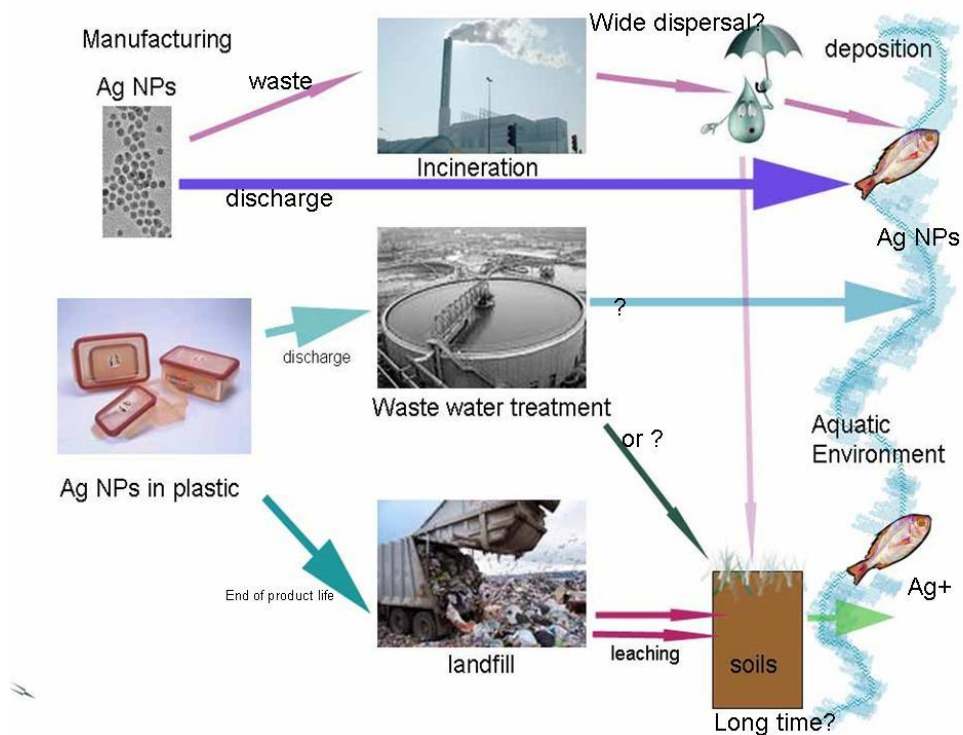 Manufacturing
Ag NPs
waste
Wide dispersal?
deposition
Incineration
discharge
Ag NPs
discharge
?
Waste water treatment
Ag NPs in plastic
or ?
Aquatic
Environment
End of product life
landfill
leaching
soils
Ag+
Long time?